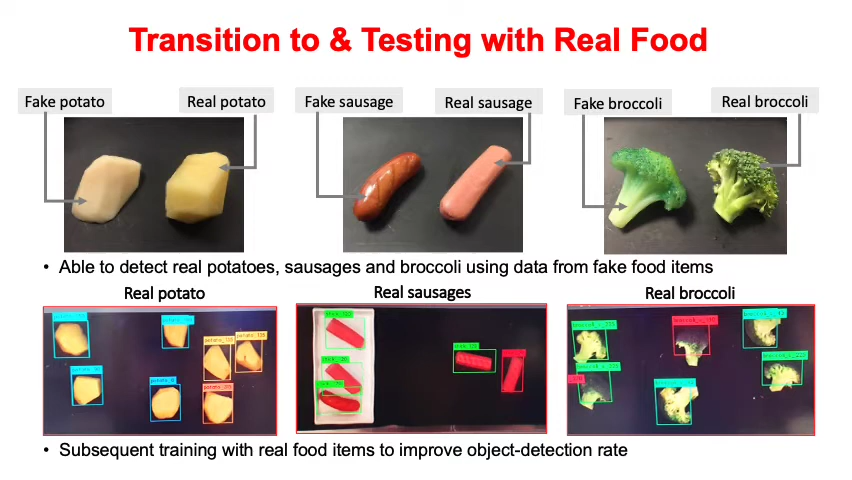 Transition to & Testing with Real Food
Fake potato
Real potato
Fake sausage
Real sausage
Fake broccoli
Real broccoli
• Able to detect real potatoes, sausages and broccoli using data from fake food items
Real potato
Real sausages
Real broccoli
• Subsequent training with real food items to improve object-detection rate